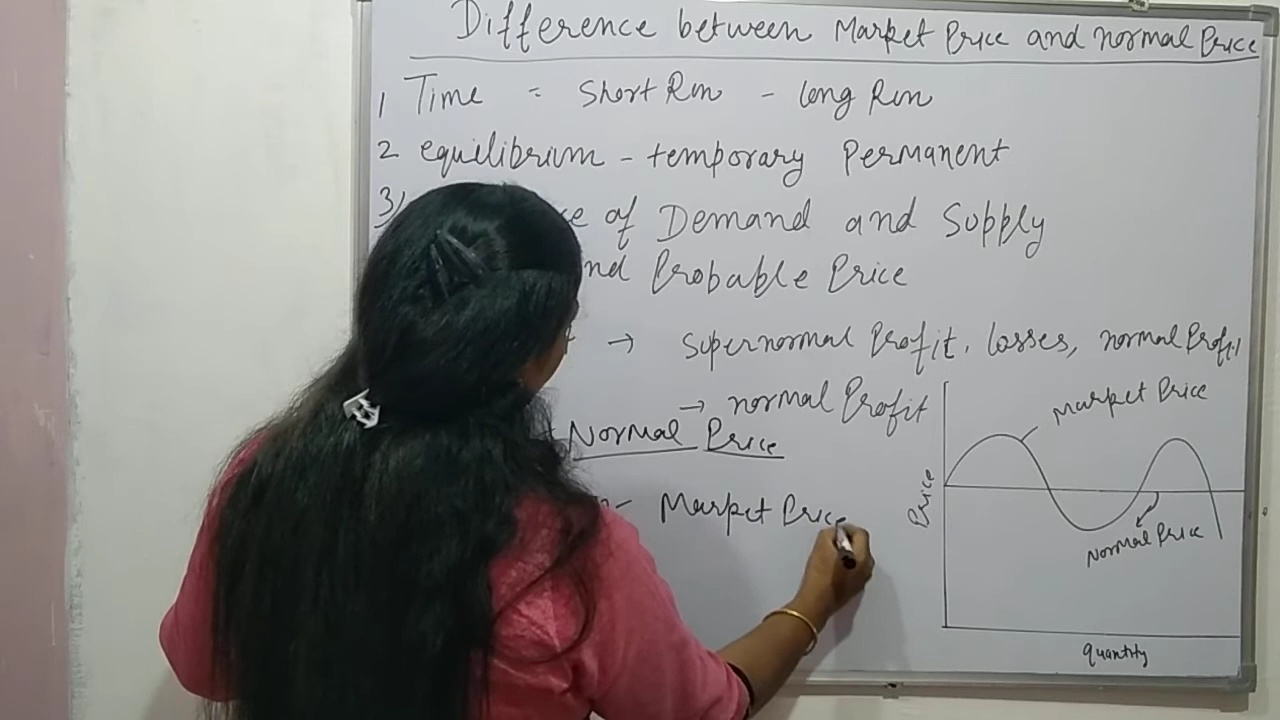 Difference between Market Price and normal Price
1 Time = Short Run - long Run
2 equilibrium - temporary Permanent
3) of Demand and Supply
Probable Price
→ supernormal Profit, losses, normal Profit
→ normal Profit
Normal Price
Market Price
Market Price
Price
Normal Price
quantity